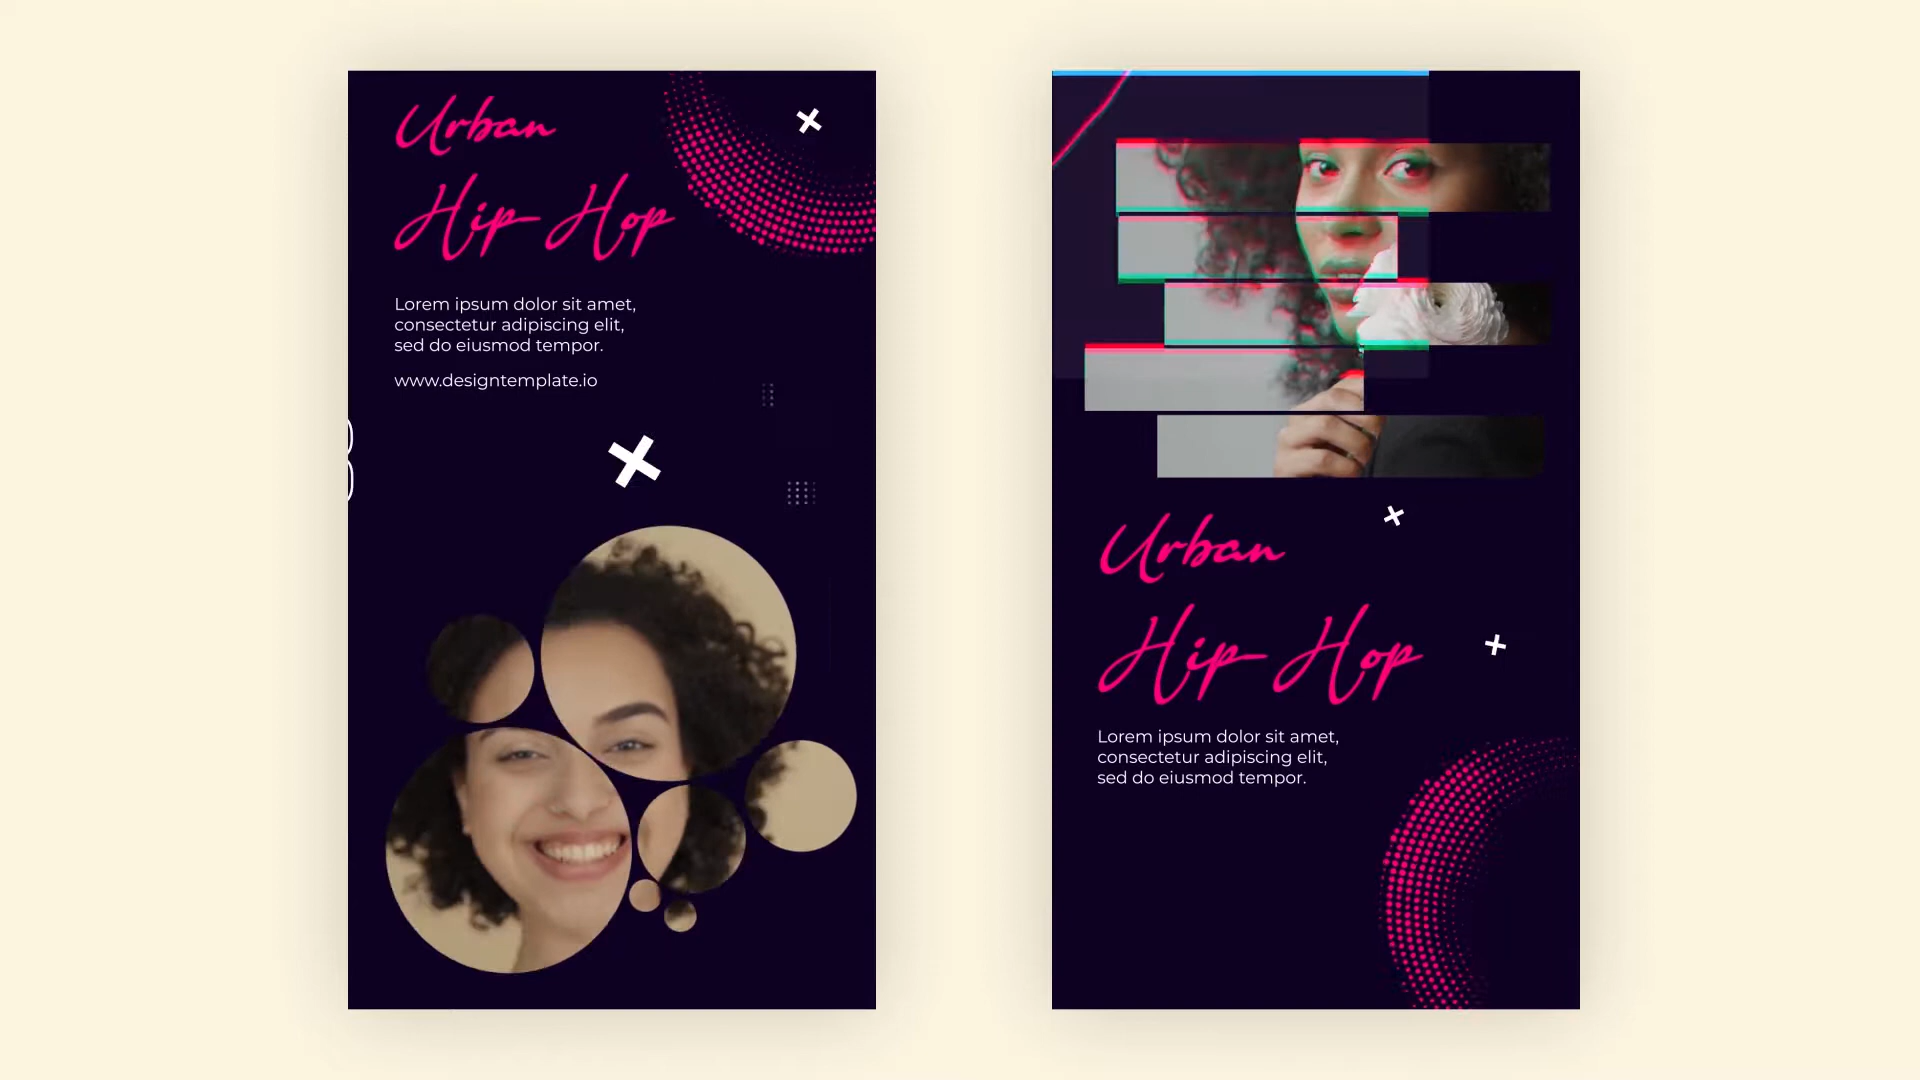 Urban
Hip Hop
Lorem ipsum dolor sit amet,
consectetur adipiscing elit,
sed do eiusmod tempor.
www.designtemplate.io
Urban
Hip Hop
Lorem ipsum dolor sit amet,
consectetur adipiscing elit,
sed do eiusmod tempor.